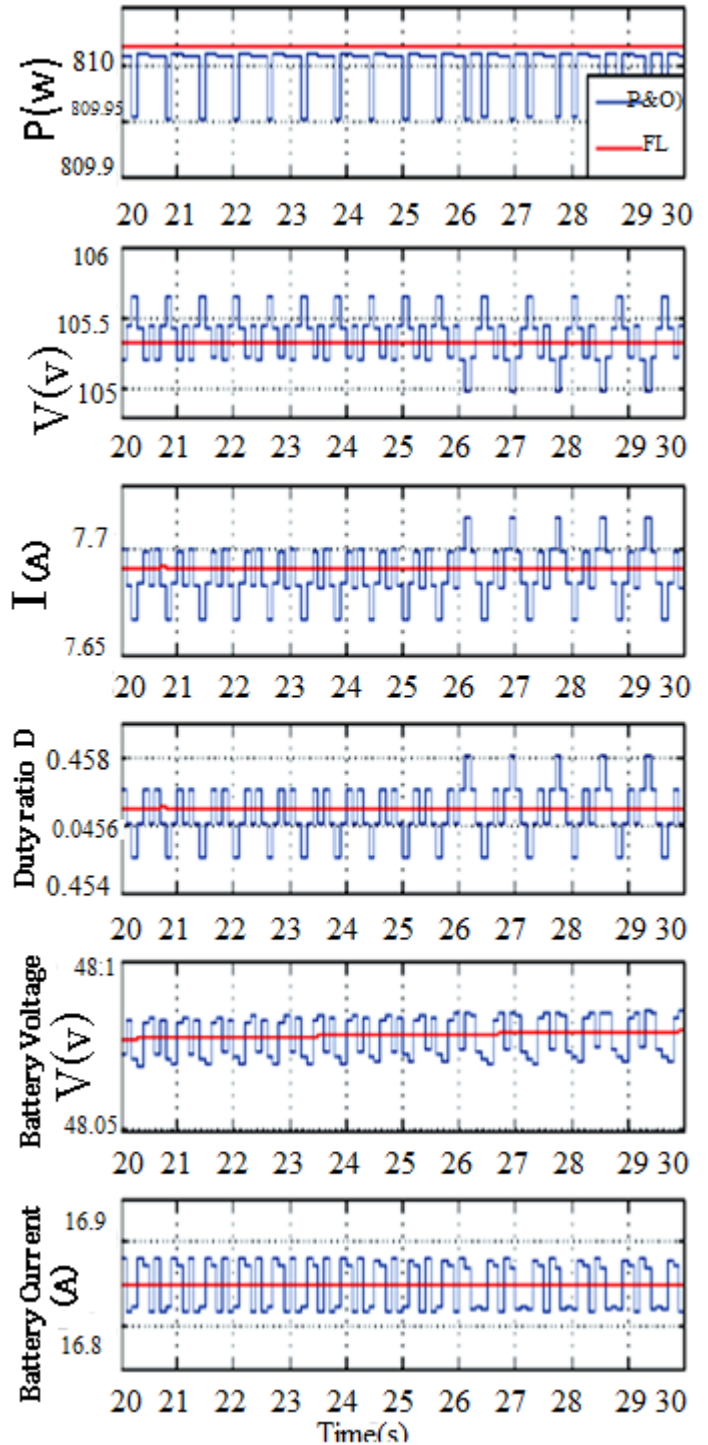 P(w)
810
809.95
809.9
P&O)
FL
20 21 22 23 24 25 26 27 28 29 30
V(v)
106
105.5
105
20 21 22 23 24 25 26 27 28 29 30
I (A)
7.7
7.65
20 21 22 23 24 25 26 27 28 29 30
Duty ratio D
0.458
0.0456
0.454
20 21 22 23 24 25 26 27 28 29 30
Battery Voltage
V(v)
48:1
48.05
20 21 22 23 24 25 26 27 28 29 30
Battery Current
(A)
16.9
16.8
20 21 22 23 24 25 26 27 28 29 30
Time(s)